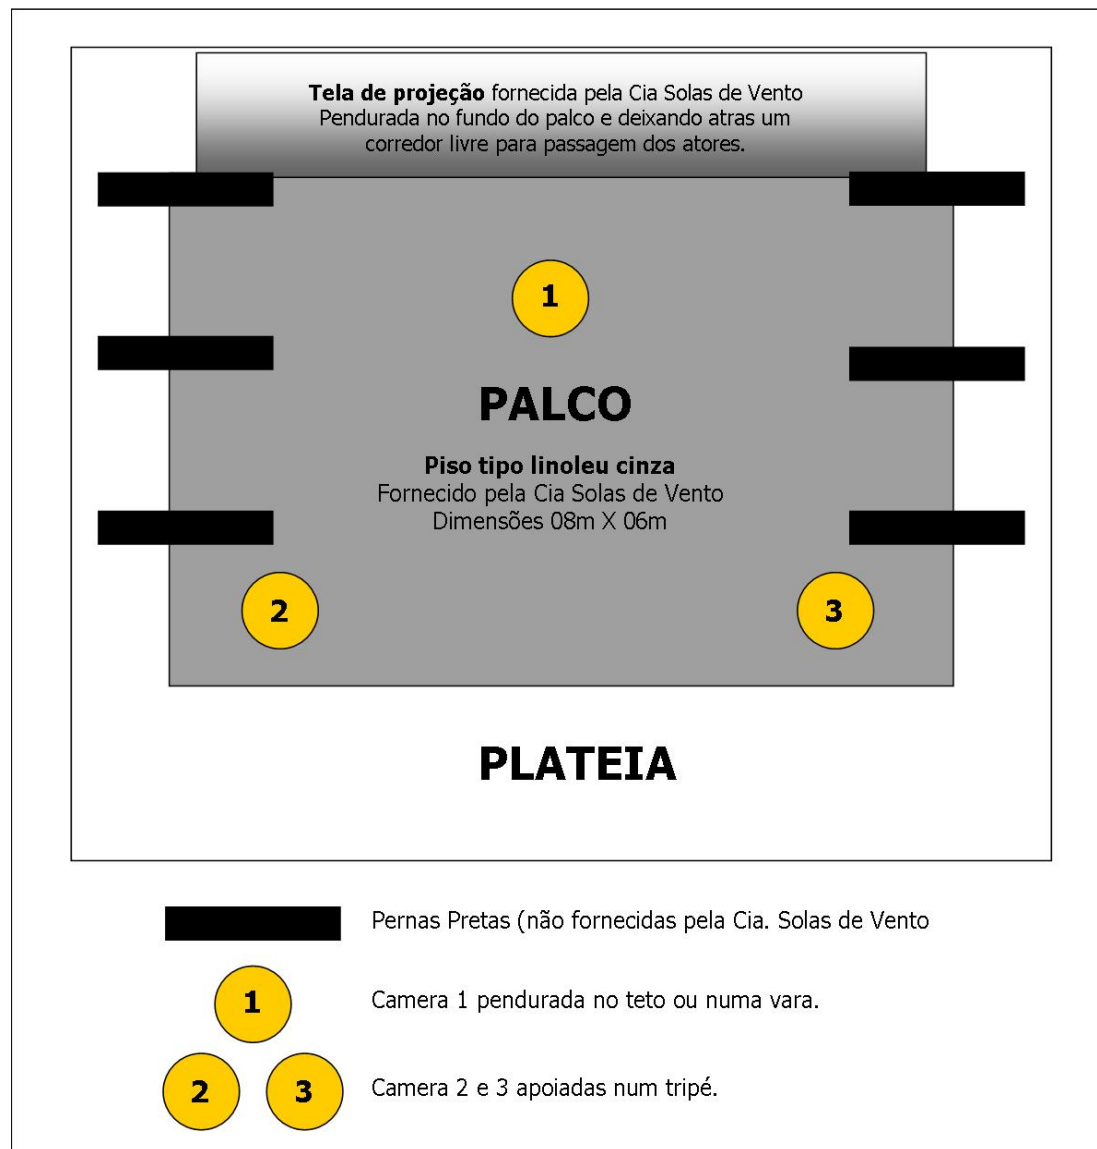 Tela de projeção fornecida pela Cia Solas de Vento
Pendurada no fundo do palco e deixando atras um
corredor livre para passagem dos atores.
1
PALCO
Piso tipo linoleu cinza
Fornecido pela Cia Solas de Vento
Dimensões 08m X 06m
2 3
PLATEIA
Pernas Pretas (não fornecidas pela Cia. Solas de Vento
1 Camera 1 pendurada no teto ou numa vara.
2 3 Camera 2 e 3 apoiadas num tripé.